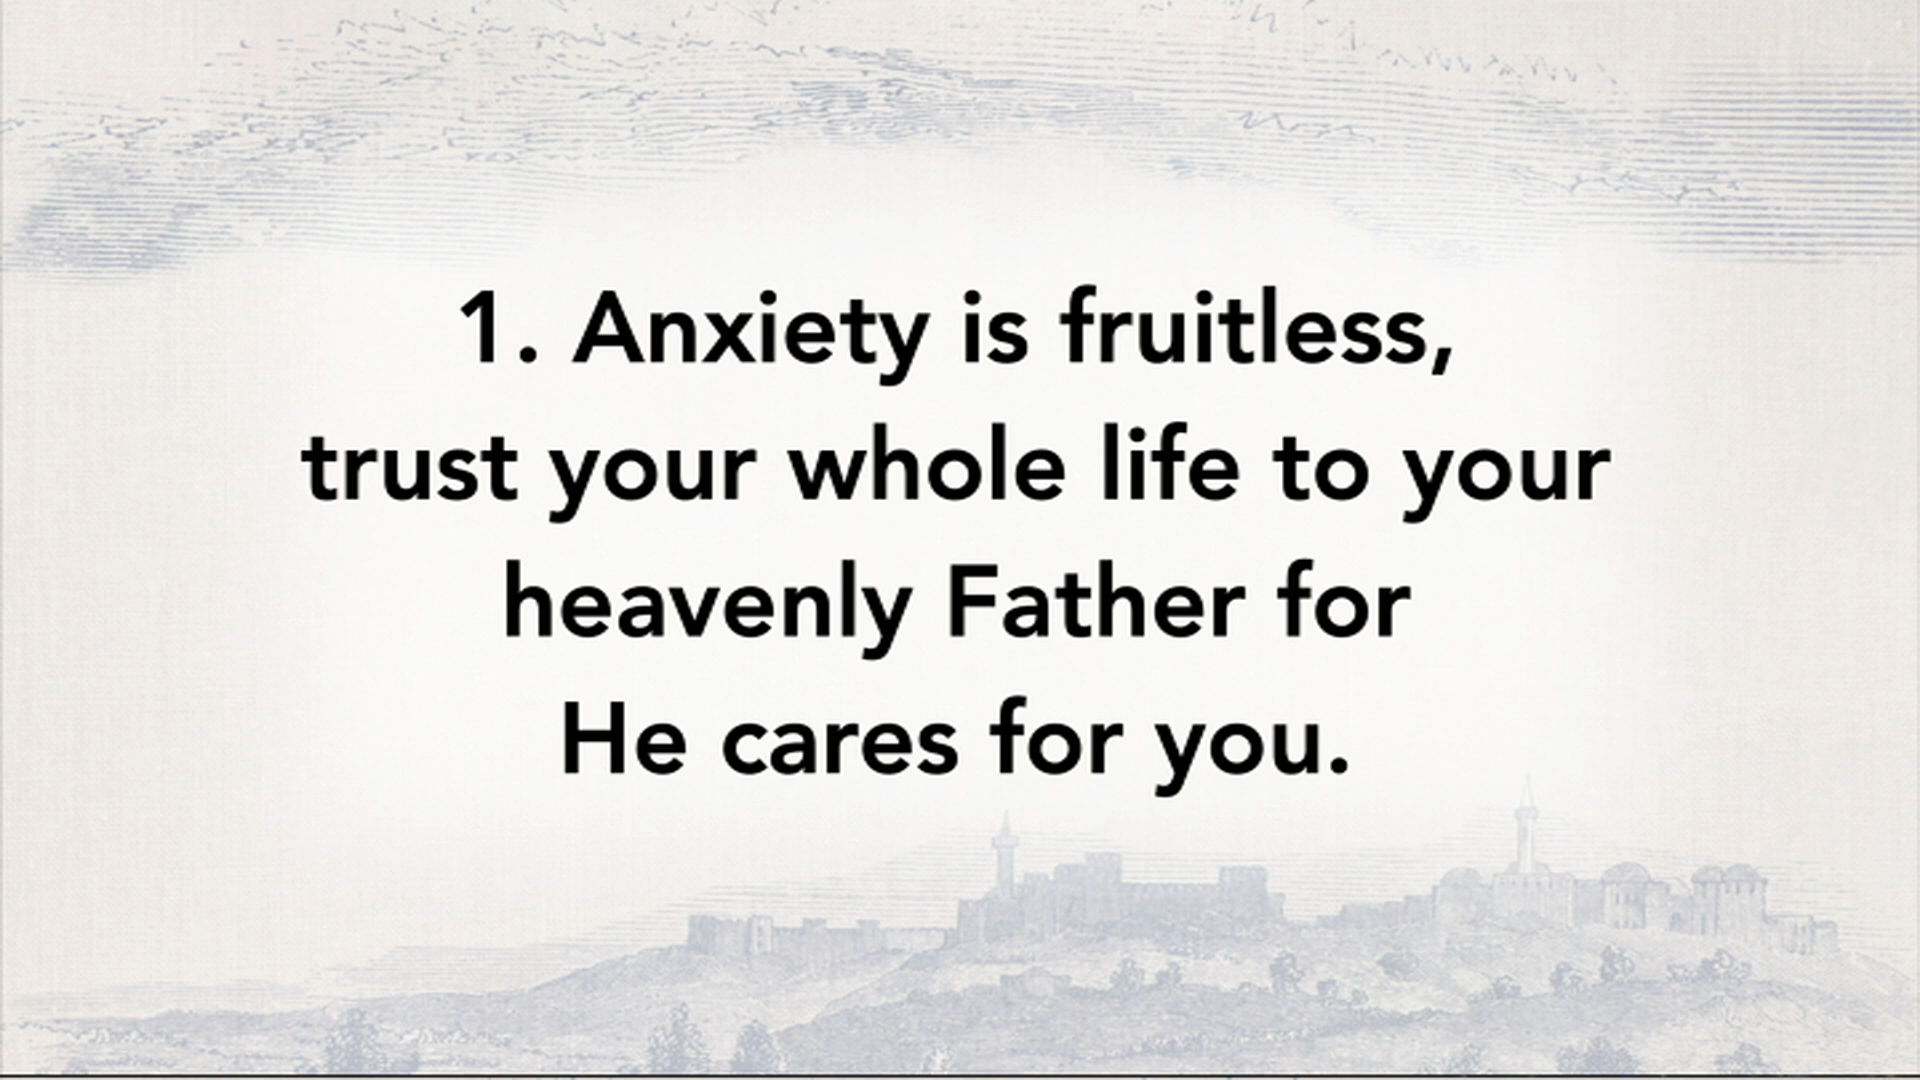 1. Anxiety is fruitless,
trust your whole life to your
heavenly Father for
He cares for you.